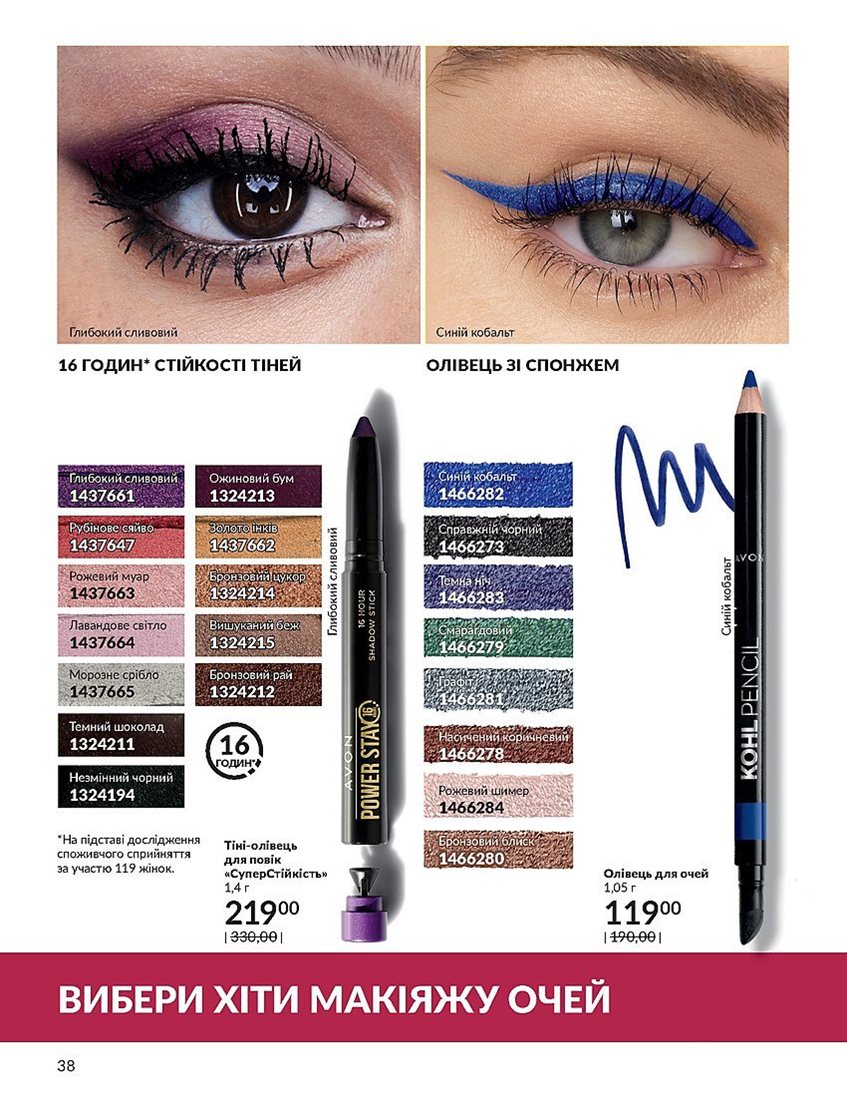 Глибокий сливовий
Синій кобальт
16 ГОДИН* СТІЙКОСТІ ТІНЕЙ
ОЛІВЕЦЬ ЗІ СПОНЖЕМ
Глибокий сливовий
1437661
Ожиновий бум
1324213
Рубінове сяйво
1437647
Золото інків
1437662
Рожевий муар
1437663
Бронзовий цукор
1324214
Лавандове світло
1437664
Вишуканий беж
1324215
Морозне срібло
1437665
Бронзовий рай
1324212
Темний шоколад
1324211
Незмінний чорний
1324194
16
ГОДИН*
*На підставі дослідження
споживчого сприйняття
за участю 119 жінок.
Глибокий сливовий
16 HOUR
SHADOW STICK
POWER STAY 16
AVON
Тіні-олівець
для повік
«СуперСтійкість»
1,4 г
21900
|330,00|
Синій кобальт
1466282
Справжній чорний
1466273
Темна ніч
1466283
Смарагдовий
1466279
Графіт
1466281
Насичений коричневий
1466278
Рожевий шимер
1466284
Бронзовий блиск
1466280
Синій кобальт
AVON
KOHL PENCIL
Олівець для очей
1,05 г
11900
|190,00|
ВИБЕРИ ХІТИ МАКІЯЖУ ОЧЕЙ
38